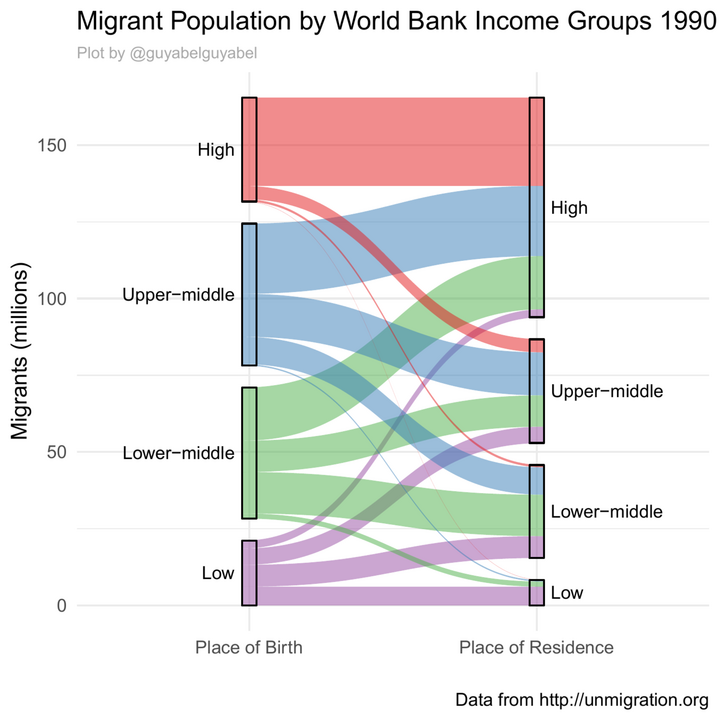 Migrant Population by World Bank Income Groups 1990
Plot by @guyabelguyabel
Migrants (millions)
150
100
50
0
High
Upper−middle
Lower−middle
Low
High
Upper−middle
Lower−middle
Low
Place of Birth
Place of Residence
Data from http://unmigration.org